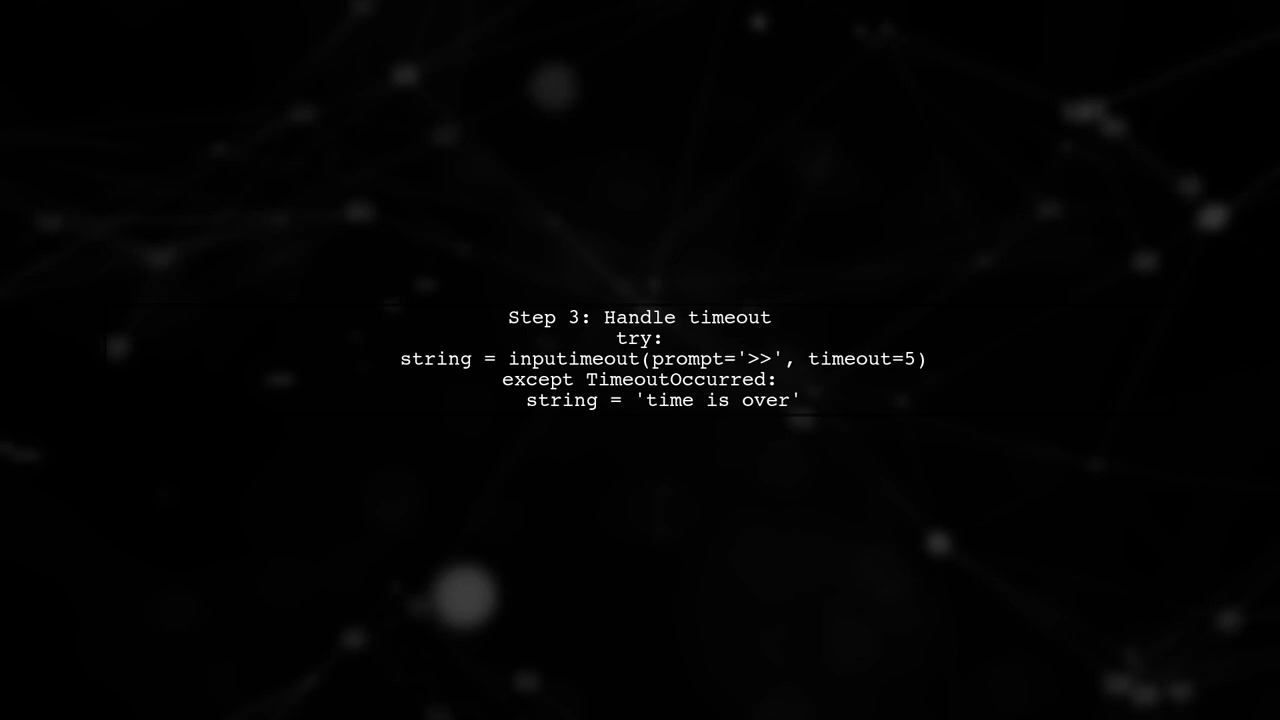 Step 3: Handle timeout
try:
    string = inputimeout(prompt='>>', timeout=5)
except TimeoutOccurred:
    string = 'time is over'